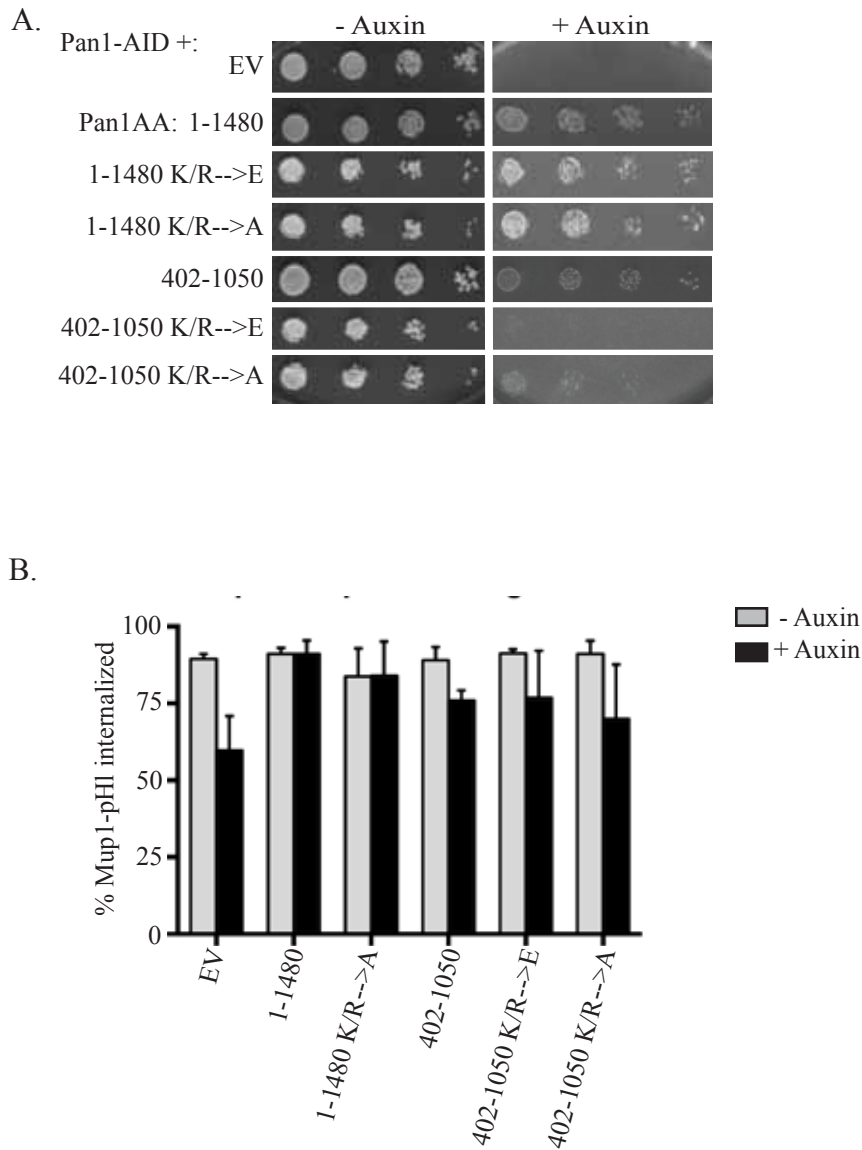 A.
- Auxin + Auxin
Pan1-AID +:
EV
Pan1AA: 1-1480
1-1480 K/R-->E
1-1480 K/R-->A
402-1050
402-1050 K/R-->E
402-1050 K/R-->A
B.
100
75
50
25
0
% Mup1-pHl internalized
- Auxin
+ Auxin
EV
1-1480
1-1480 K/R--->A
402-1050
402-1050 K/R--->E
402-1050 K/R--->A